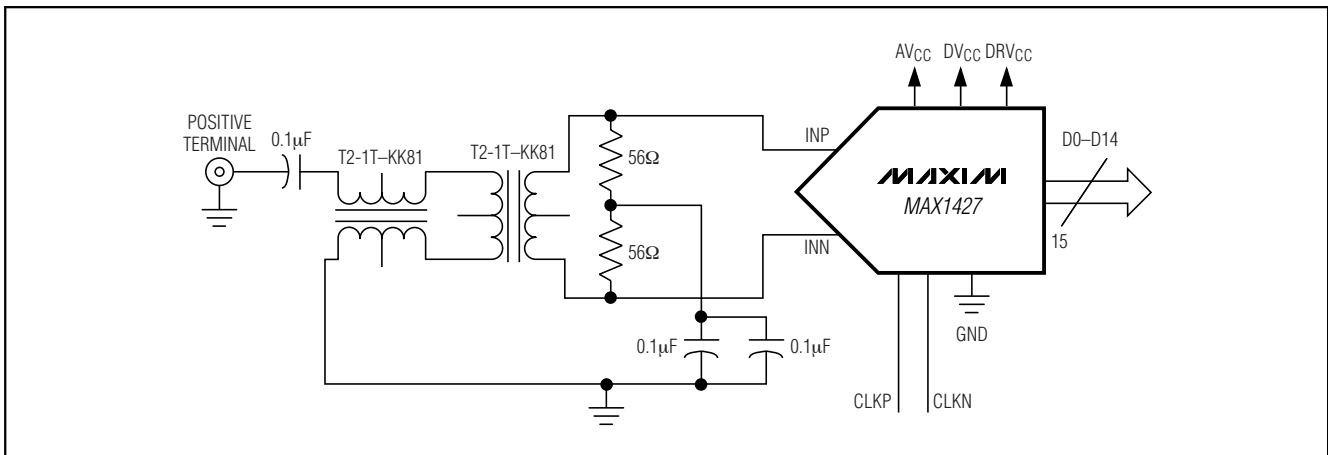 AVCC DVCC DRVCC
POSITIVE
TERMINAL
0.1µF
T2-1T–KK81
T2-1T–KK81
56Ω
56Ω
INP
INN
MAXIM
MAX1427
D0–D14
15
GND
0.1µF
0.1µF
CLKP
CLKN